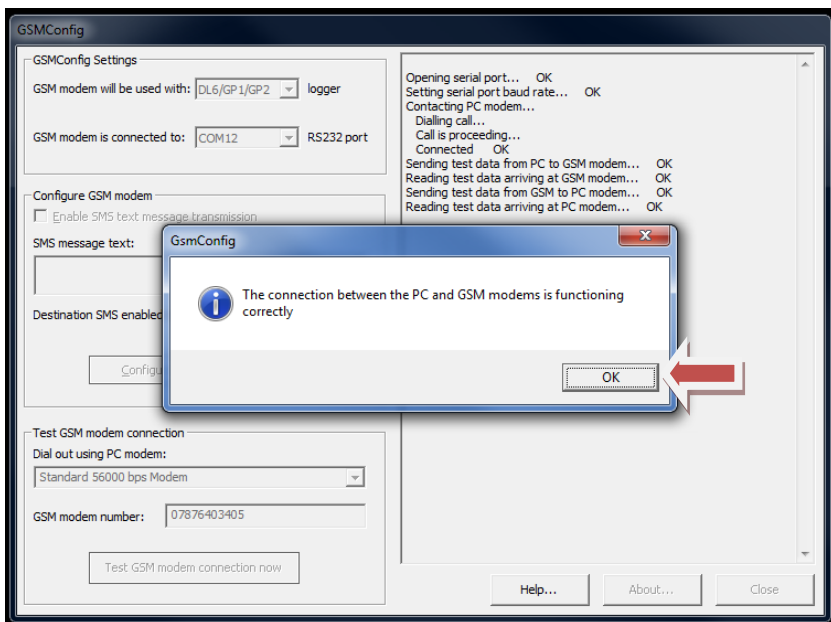 GSMConfig
GSMConfig Settings
GSM modem will be used with: DL6/GP1/GP2 logger
GSM modem is connected to: COM12 RS232 port
Configure GSM modem
Enable SMS text message transmission
SMS message text:
Destination SMS enabled
Configu
Test GSM modem connection
Dial out using PC modem:
Standard 56000 bps Modem
GSM modem number: 07876403405
Test GSM modem connection now
Opening serial port... OK
Setting serial port baud rate... OK
Contacting PC modem...
Dialling call...
Call is proceeding...
Connected OK
Sending test data from PC to GSM modem... OK
Reading test data arriving at GSM modem... OK
Sending test data from GSM to PC modem... OK
Reading test data arriving at PC modem... OK
GsmConfig
The connection between the PC and GSM modems is functioning
correctly
OK
Help... About... Close